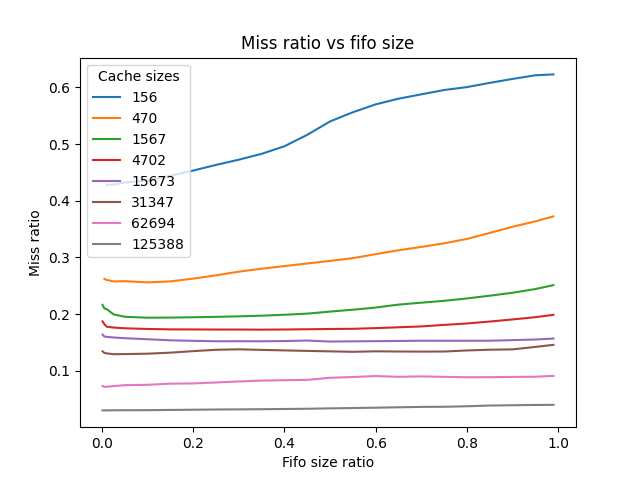 Miss ratio vs fifo size
Cache sizes
156
470
1567
4702
15673
31347
62694
125388
0.6
0.5
0.4
0.3
0.2
0.1
Miss ratio
0.0 0.2 0.4 0.6 0.8 1.0
Fifo size ratio